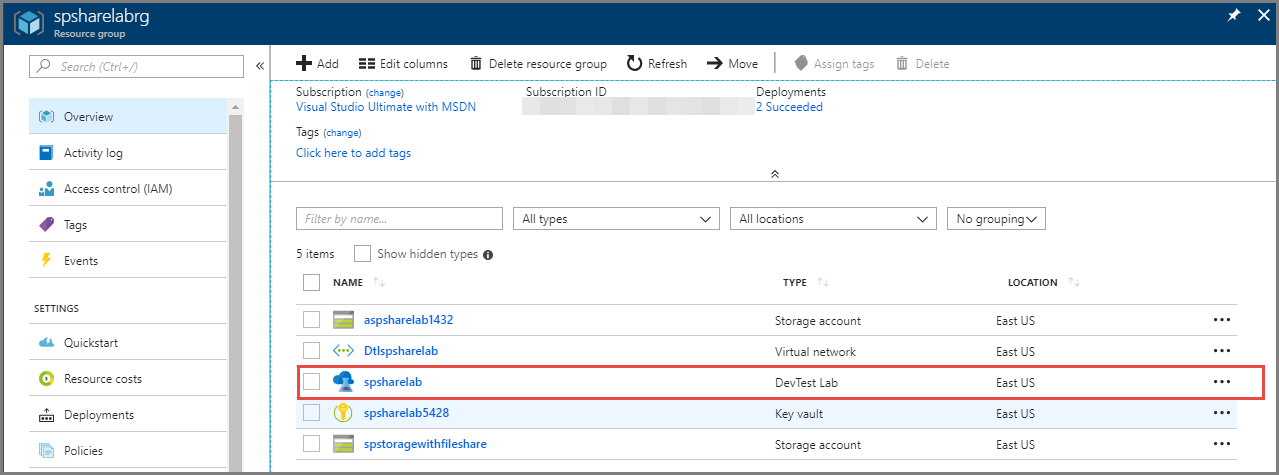 spsharelabrg
Resource group
Search (Ctrl+/)
«
Overview
Activity log
Access control (IAM)
Tags
Events
SETTINGS
Quickstart
Resource costs
Deployments
Policies
Add Edit columns Delete resource group Refresh Move Assign tags Delete
Subscription (change) Subscription ID Deployments
Visual Studio Ultimate with MSDN 2 Succeeded
Tags (change)
Click here to add tags
Filter by name... All types All locations No grouping
5 items Show hidden types
NAME TYPE LOCATION
aspsharelab1432 Storage account East US
Dtlspsharelab Virtual network East US
spsharelab DevTest Lab East US
spsharelab5428 Key vault East US
spstoragewithfileshare Storage account East US